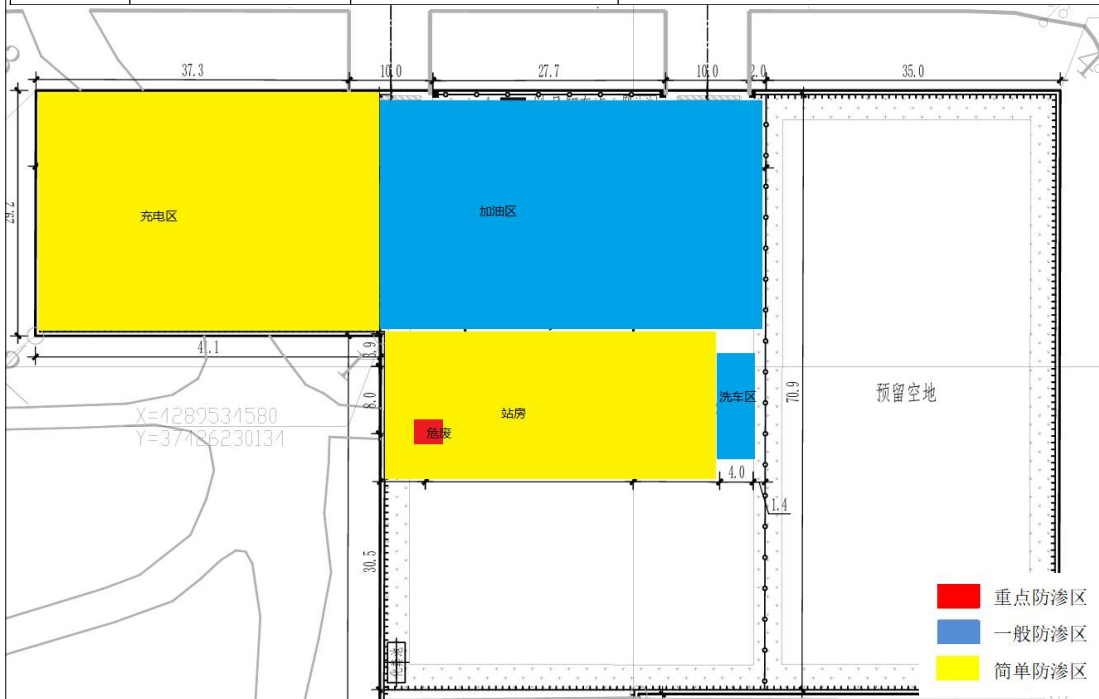 37.3
10.0
27.7
10.0
2.0
35.0
29.2
充电区
加油区
41.1
3.9
8.0
X=4289534580
Y=37426230134
站房
危废
洗车区
70.9
预留空地
4.0
1.4
30.5
重点防渗区
一般防渗区
简单防渗区